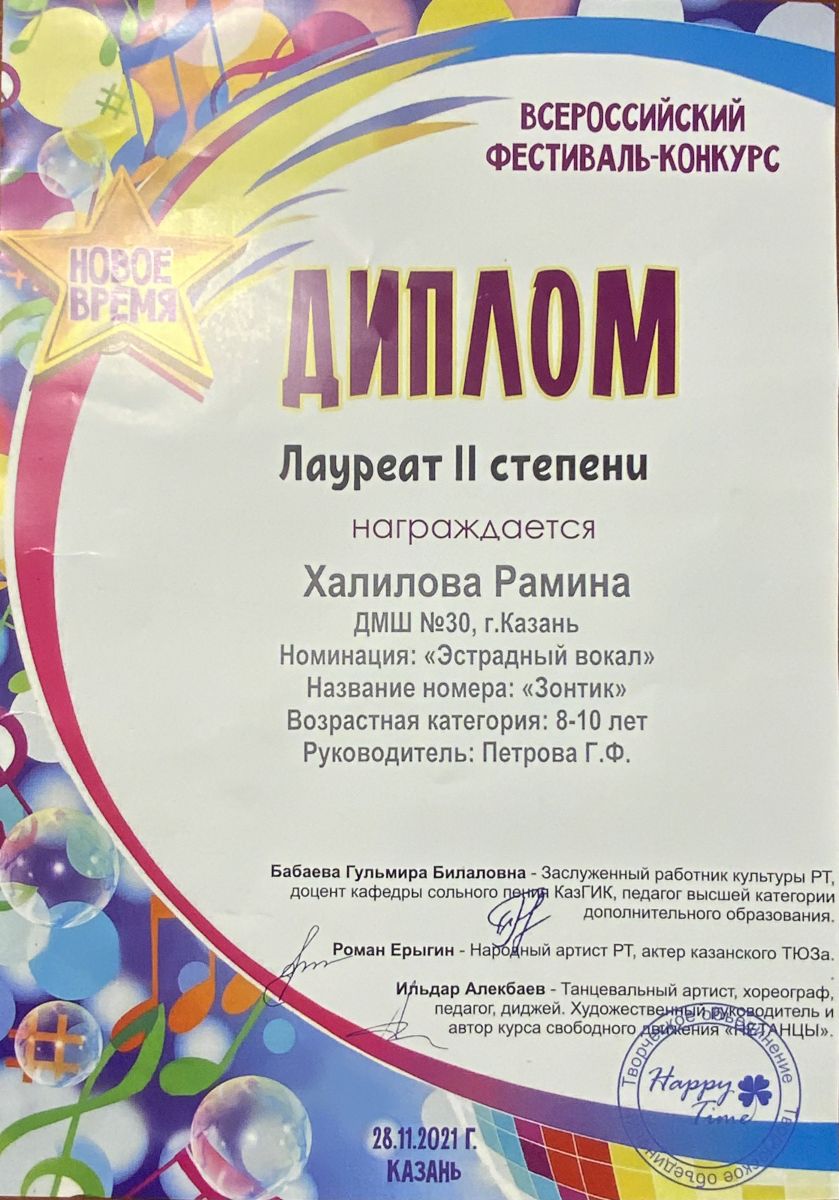 ВСЕРОССИЙСКИЙ
ФЕСТИВАЛЬ-КОНКУРС
НОВОЕ
ВРЕМЯ
ДИПЛОМ
Лауреат II степени
награждается
Халилова Рамина
ДМШ №30, г.Казань
Номинация: «Эстрадный вокал»
Название номера: «Зонтик»
Возрастная категория: 8-10 лет
Руководитель: Петрова Г.Ф.
Бабаева Гульмира Билаловна - Заслуженный работник культуры РТ,
доцент кафедры сольного пения КазГИК, педагог высшей категории
дополнительного образования.
Роман Ерыгин - Народный артист РТ, актер казанского ТЮЗа.
Ильдар Алекбаев - Танцевальный артист, хореограф,
педагог, диджей. Художественный руководитель и
автор курса свободного движения «НЕТАНЦЫ».
Творческое объединение
Happy
Time
28.11.2021 Г.
КАЗАНЬ